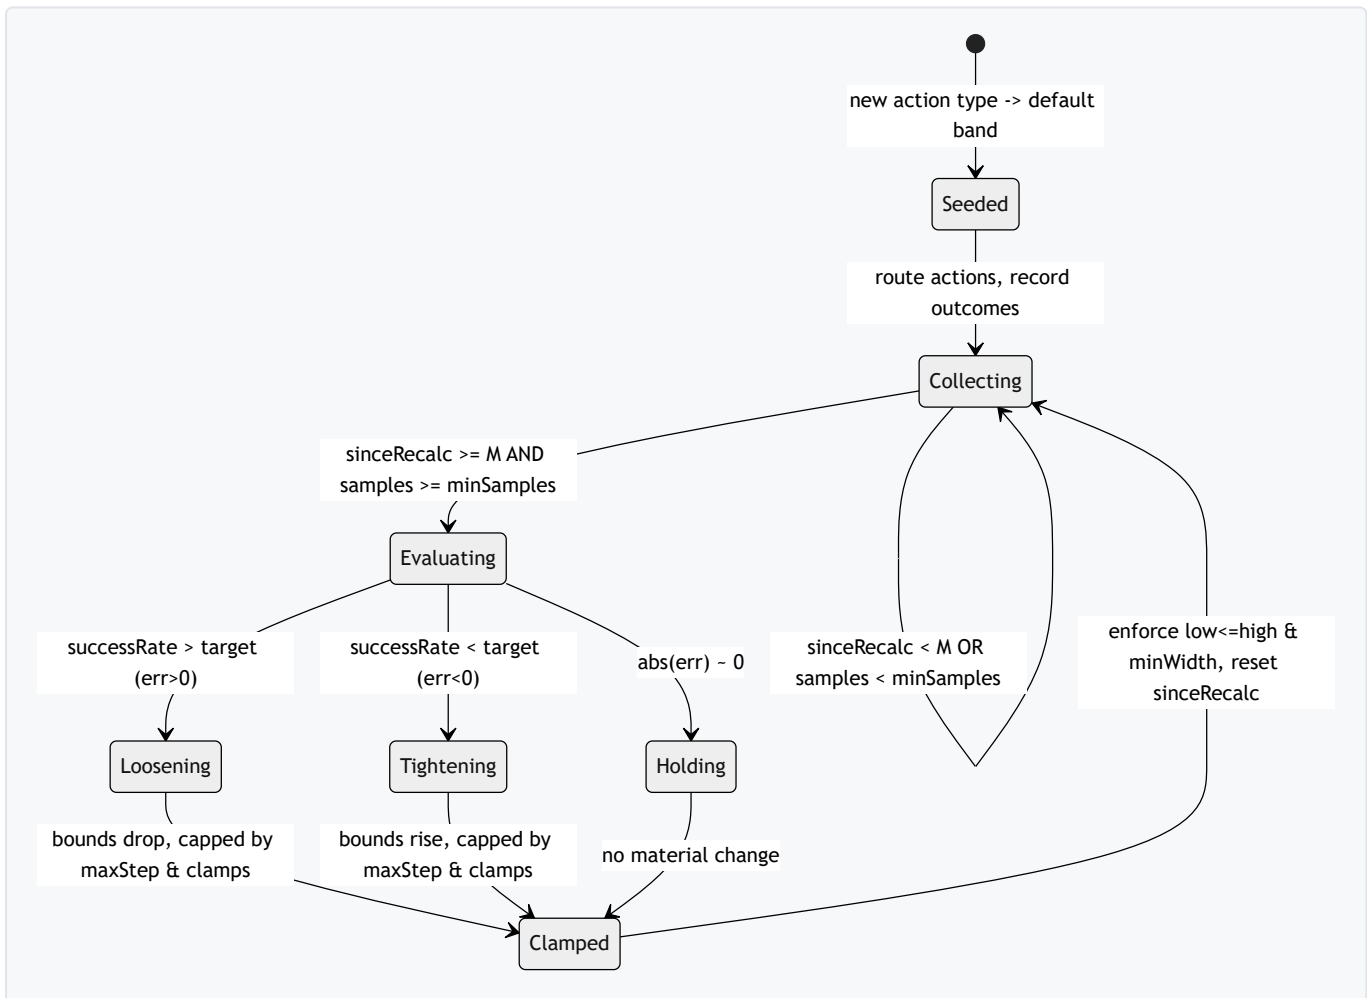 new action type -> default
band
Seeded
route actions, record
outcomes
Collecting
sinceRecalc >= M AND
samples >= minSamples
Evaluating
successRate > target
(err>0)
successRate < target
(err<0)
abs(err) ~ 0
sinceRecalc < M OR
samples < minSamples
enforce low<=high &
minWidth, reset
sinceRecalc
Loosening
Tightening
Holding
bounds drop, capped by
maxStep & clamps
bounds rise, capped by
maxStep & clamps
no material change
Clamped